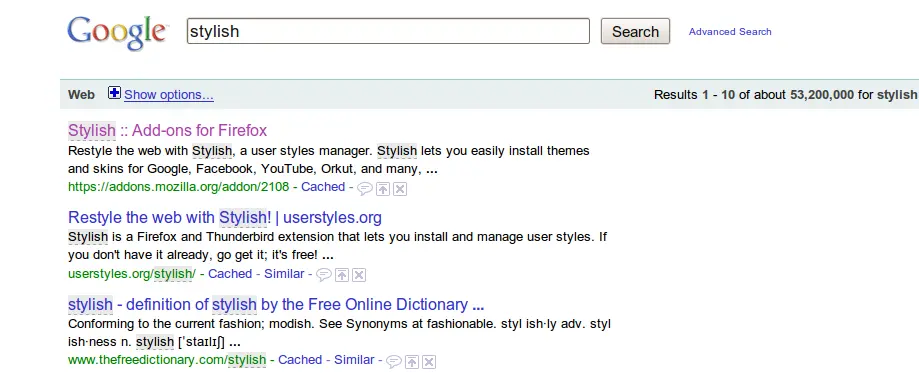 Google
stylish
Search
Advanced Search
Web
Show options...
Results 1 - 10 of about 53,200,000 for stylish
Stylish :: Add-ons for Firefox
Restyle the web with Stylish, a user styles manager. Stylish lets you easily install themes
and skins for Google, Facebook, YouTube, Orkut, and many, ...
https://addons.mozilla.org/addon/2108 - Cached -
Restyle the web with Stylish! | userstyles.org
Stylish is a Firefox and Thunderbird extension that lets you install and manage user styles. If
you don't have it already, go get it; it's free! ...
userstyles.org/stylish/ - Cached - Similar -
stylish - definition of stylish by the Free Online Dictionary ...
Conforming to the current fashion; modish. See Synonyms at fashionable. styl ish·ly adv. styl
ish·ness n. stylish [ˈstaɪlɪʃ] ...
www.thefreedictionary.com/stylish - Cached - Similar -